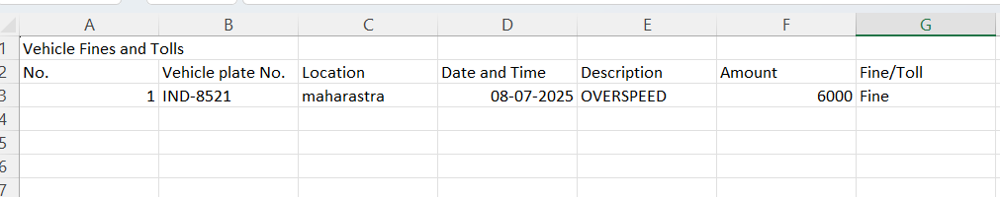 A B C D E F G
1 Vehicle Fines and Tolls
2 No. Vehicle plate No. Location Date and Time Description Amount Fine/Toll
3 1 IND-8521 maharastra 08-07-2025 OVERSPEED 6000 Fine
4
5
6
7